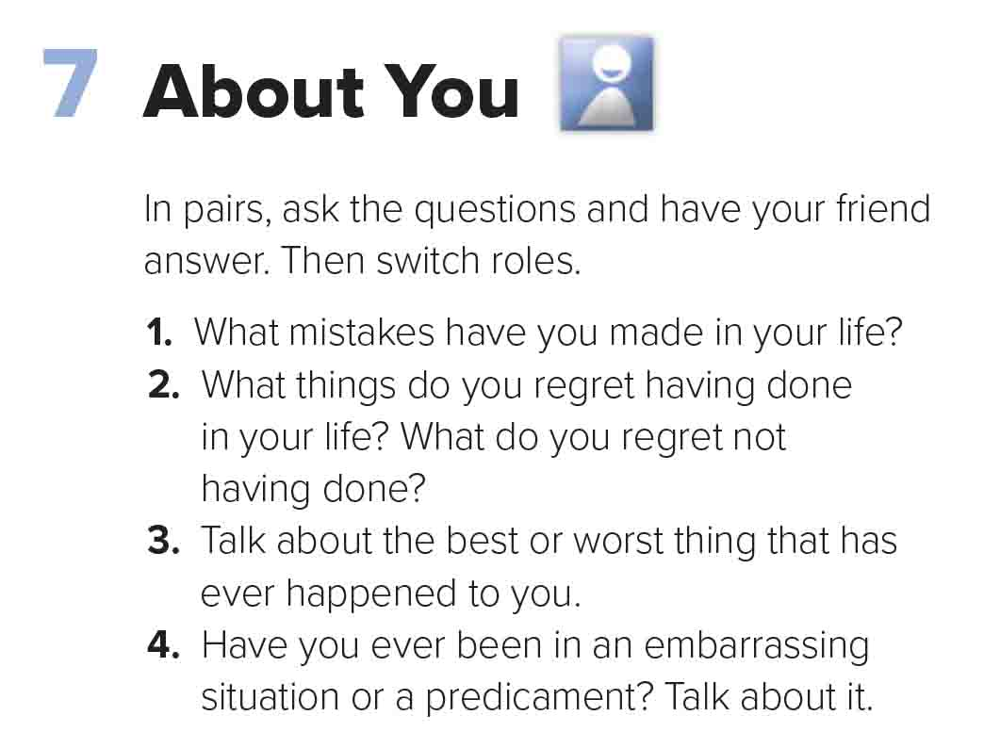 7 About You
In pairs, ask the questions and have your friend
answer. Then switch roles.
1. What mistakes have you made in your life?
2. What things do you regret having done
in your life? What do you regret not
having done?
3. Talk about the best or worst thing that has
ever happened to you.
4. Have you ever been in an embarrassing
situation or a predicament? Talk about it.